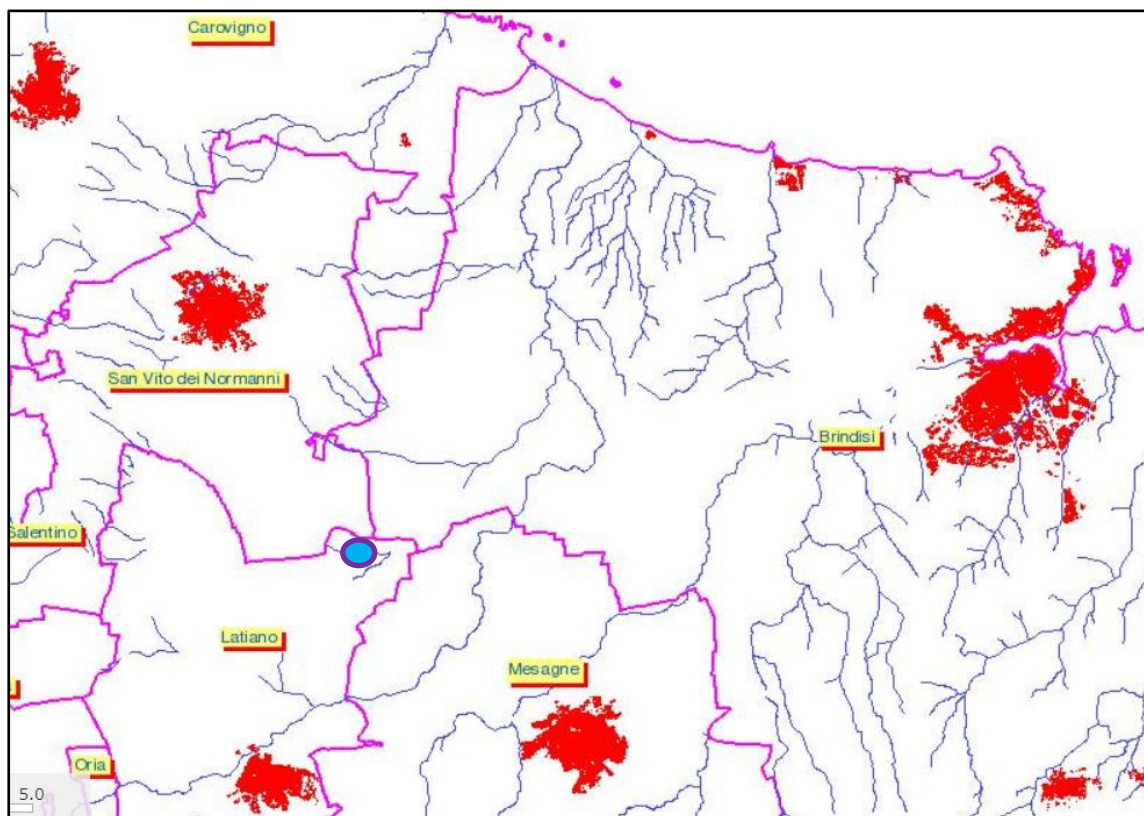 Carovigno
San Vito dei Normanni
Brindisi
Salentino
Latiano
Mesagne
Oria
5.0